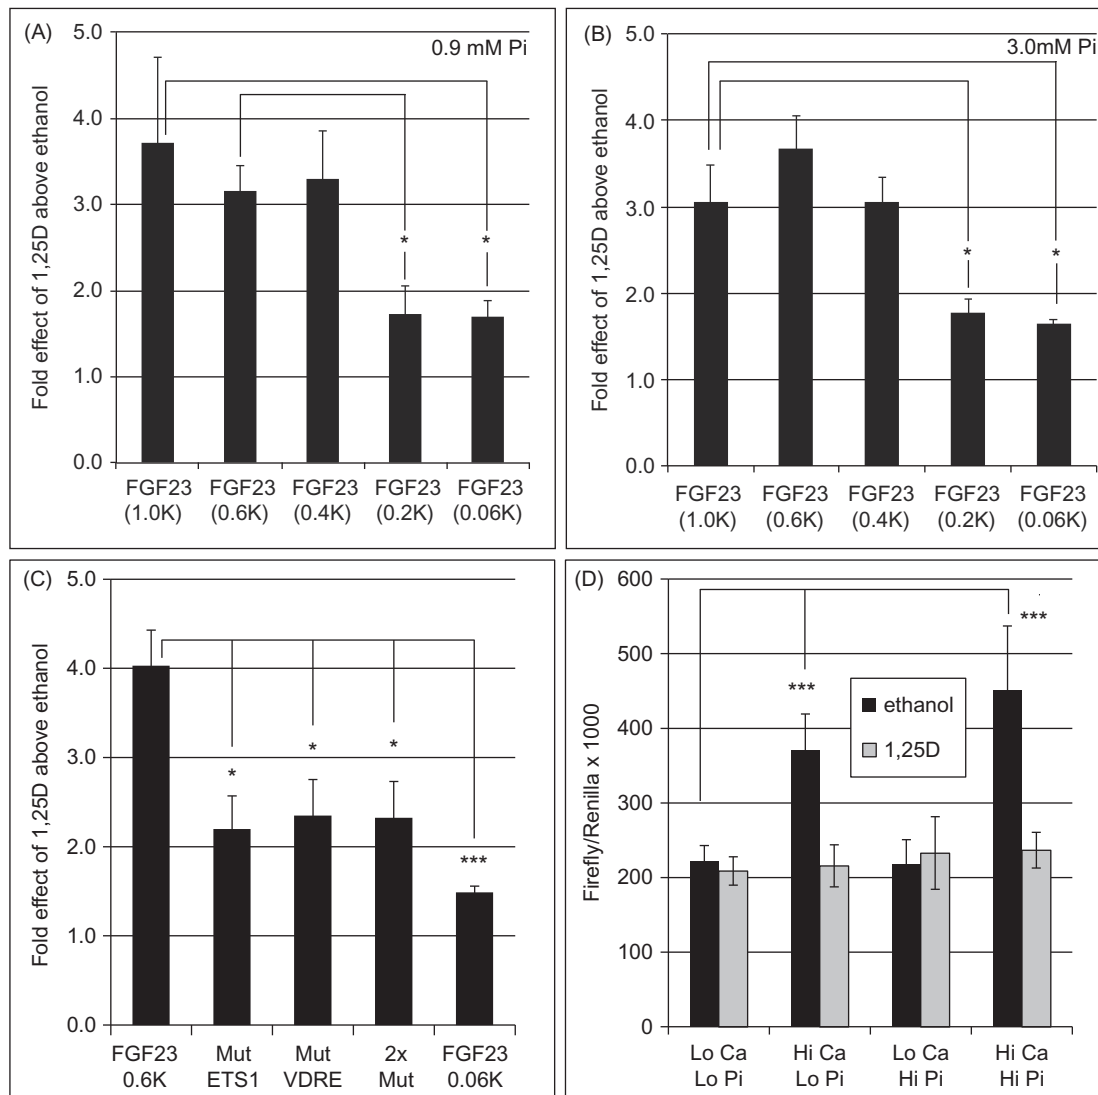 (A)
0.9 mM Pi
Fold effect of 1,25D above ethanol
5.0
4.0
3.0
2.0
1.0
0.0
*
*
FGF23 FGF23 FGF23 FGF23 FGF23
(1.0K) (0.6K) (0.4K) (0.2K) (0.06K)
(B)
3.0mM Pi
Fold effect of 1,25D above ethanol
5.0
4.0
3.0
2.0
1.0
0.0
*
*
FGF23 FGF23 FGF23 FGF23 FGF23
(1.0K) (0.6K) (0.4K) (0.2K) (0.06K)
(C)
Fold effect of 1,25D above ethanol
5.0
4.0
3.0
2.0
1.0
0.0
*
*
*
***
FGF23 Mut Mut 2x FGF23
0.6K ETS1 VDRE Mut 0.06K
(D)
Firefly/Renilla x 1000
600
500
400
300
200
100
0
***
***
ethanol
1,25D
Lo Ca Hi Ca Lo Ca Hi Ca
Lo Pi Lo Pi Hi Pi Hi Pi